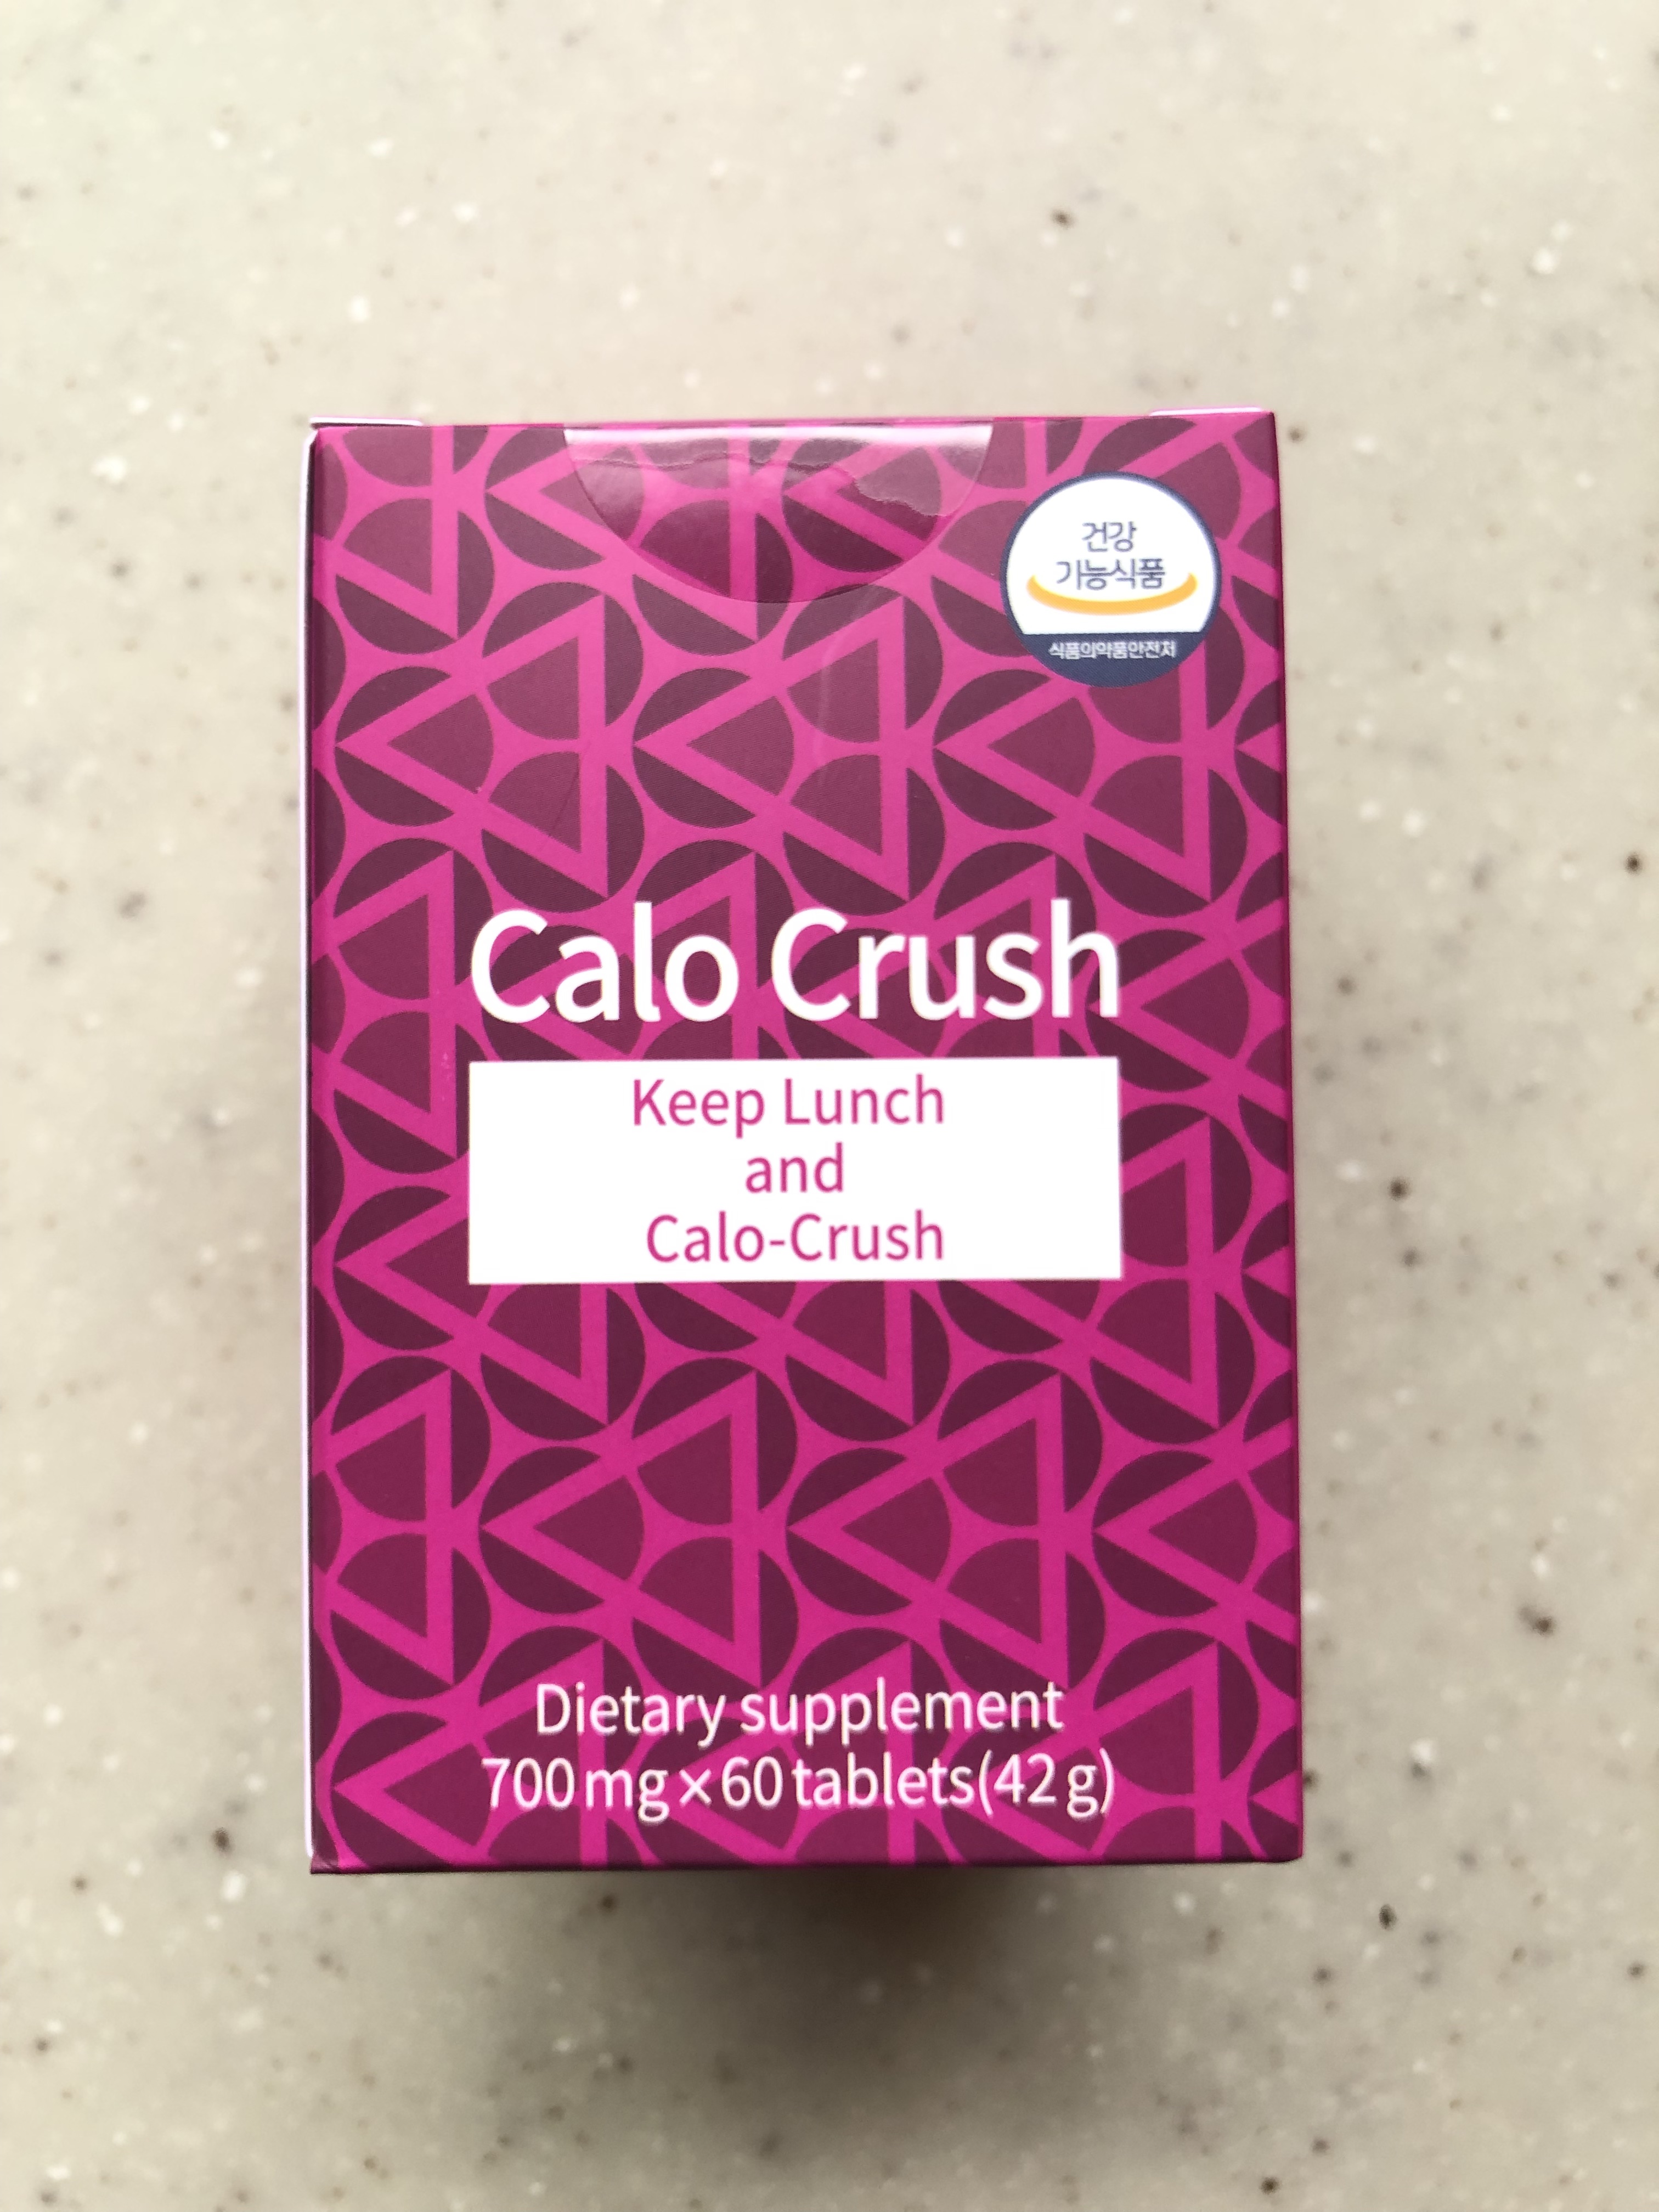 건강
기능식품
식품의약품안전처
Calo Crush
Keep Lunch
and
Calo-Crush
Dietary supplement
700mg×60tablets(42g)